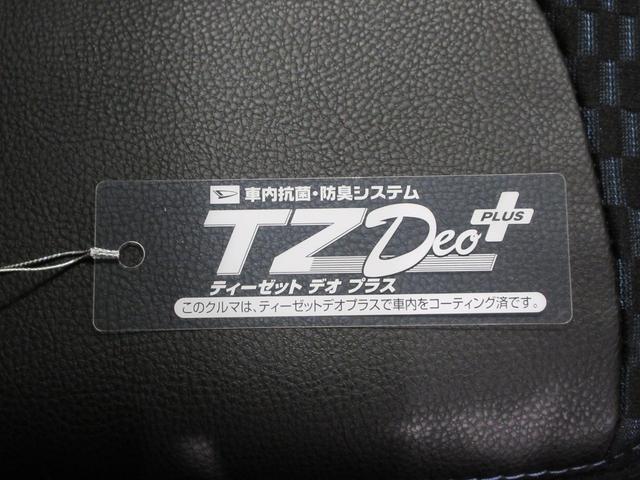 車内抗菌・防臭システム
TZ Deo PLUS
ティーゼット デオ プラス
このクルマは、ティーゼットデオプラスで車内をコーティング済です。